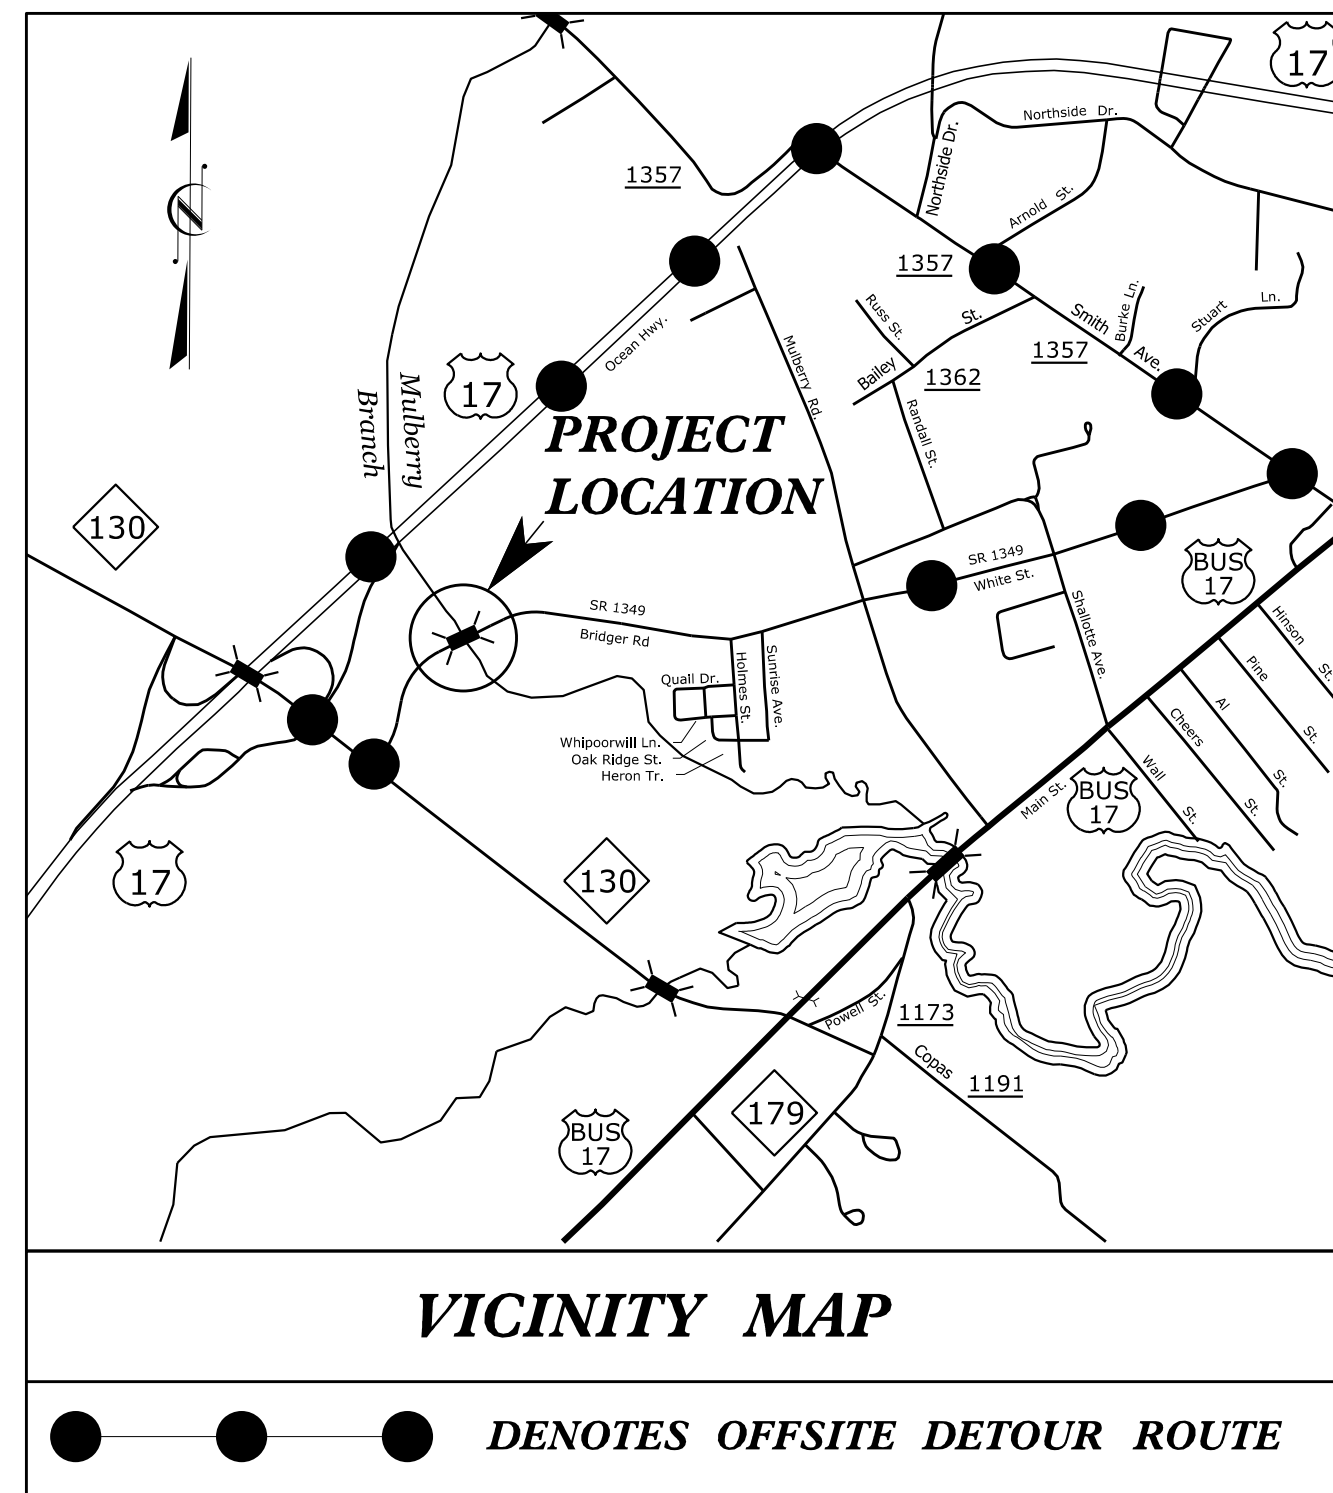 17
Northside Dr.
Northside Dr.
1357
Arnold St.
1357
Ocean Hwy.
Russ St.
Bailey St.
Smith Ave.
Burke Ln.
Stuart Ln.
1357
1362
Mulberry Rd.
Randall St.
17
Mulberry
Branch
PROJECT
LOCATION
130
SR 1349
White St.
BUS
17
SR 1349
Bridger Rd
Shallotte Ave.
Hinson St.
Pine St.
Al St.
Cheers St.
Wall St.
Quail Dr.
Holmes St.
Sunrise Ave.
Whipoorwill Ln.
Oak Ridge St.
Heron Tr.
Main St.
BUS
17
17
130
N
Powell St.
1173
Copas
1191
179
BUS
17
VICINITY MAP
DENOTES OFFSITE DETOUR ROUTE